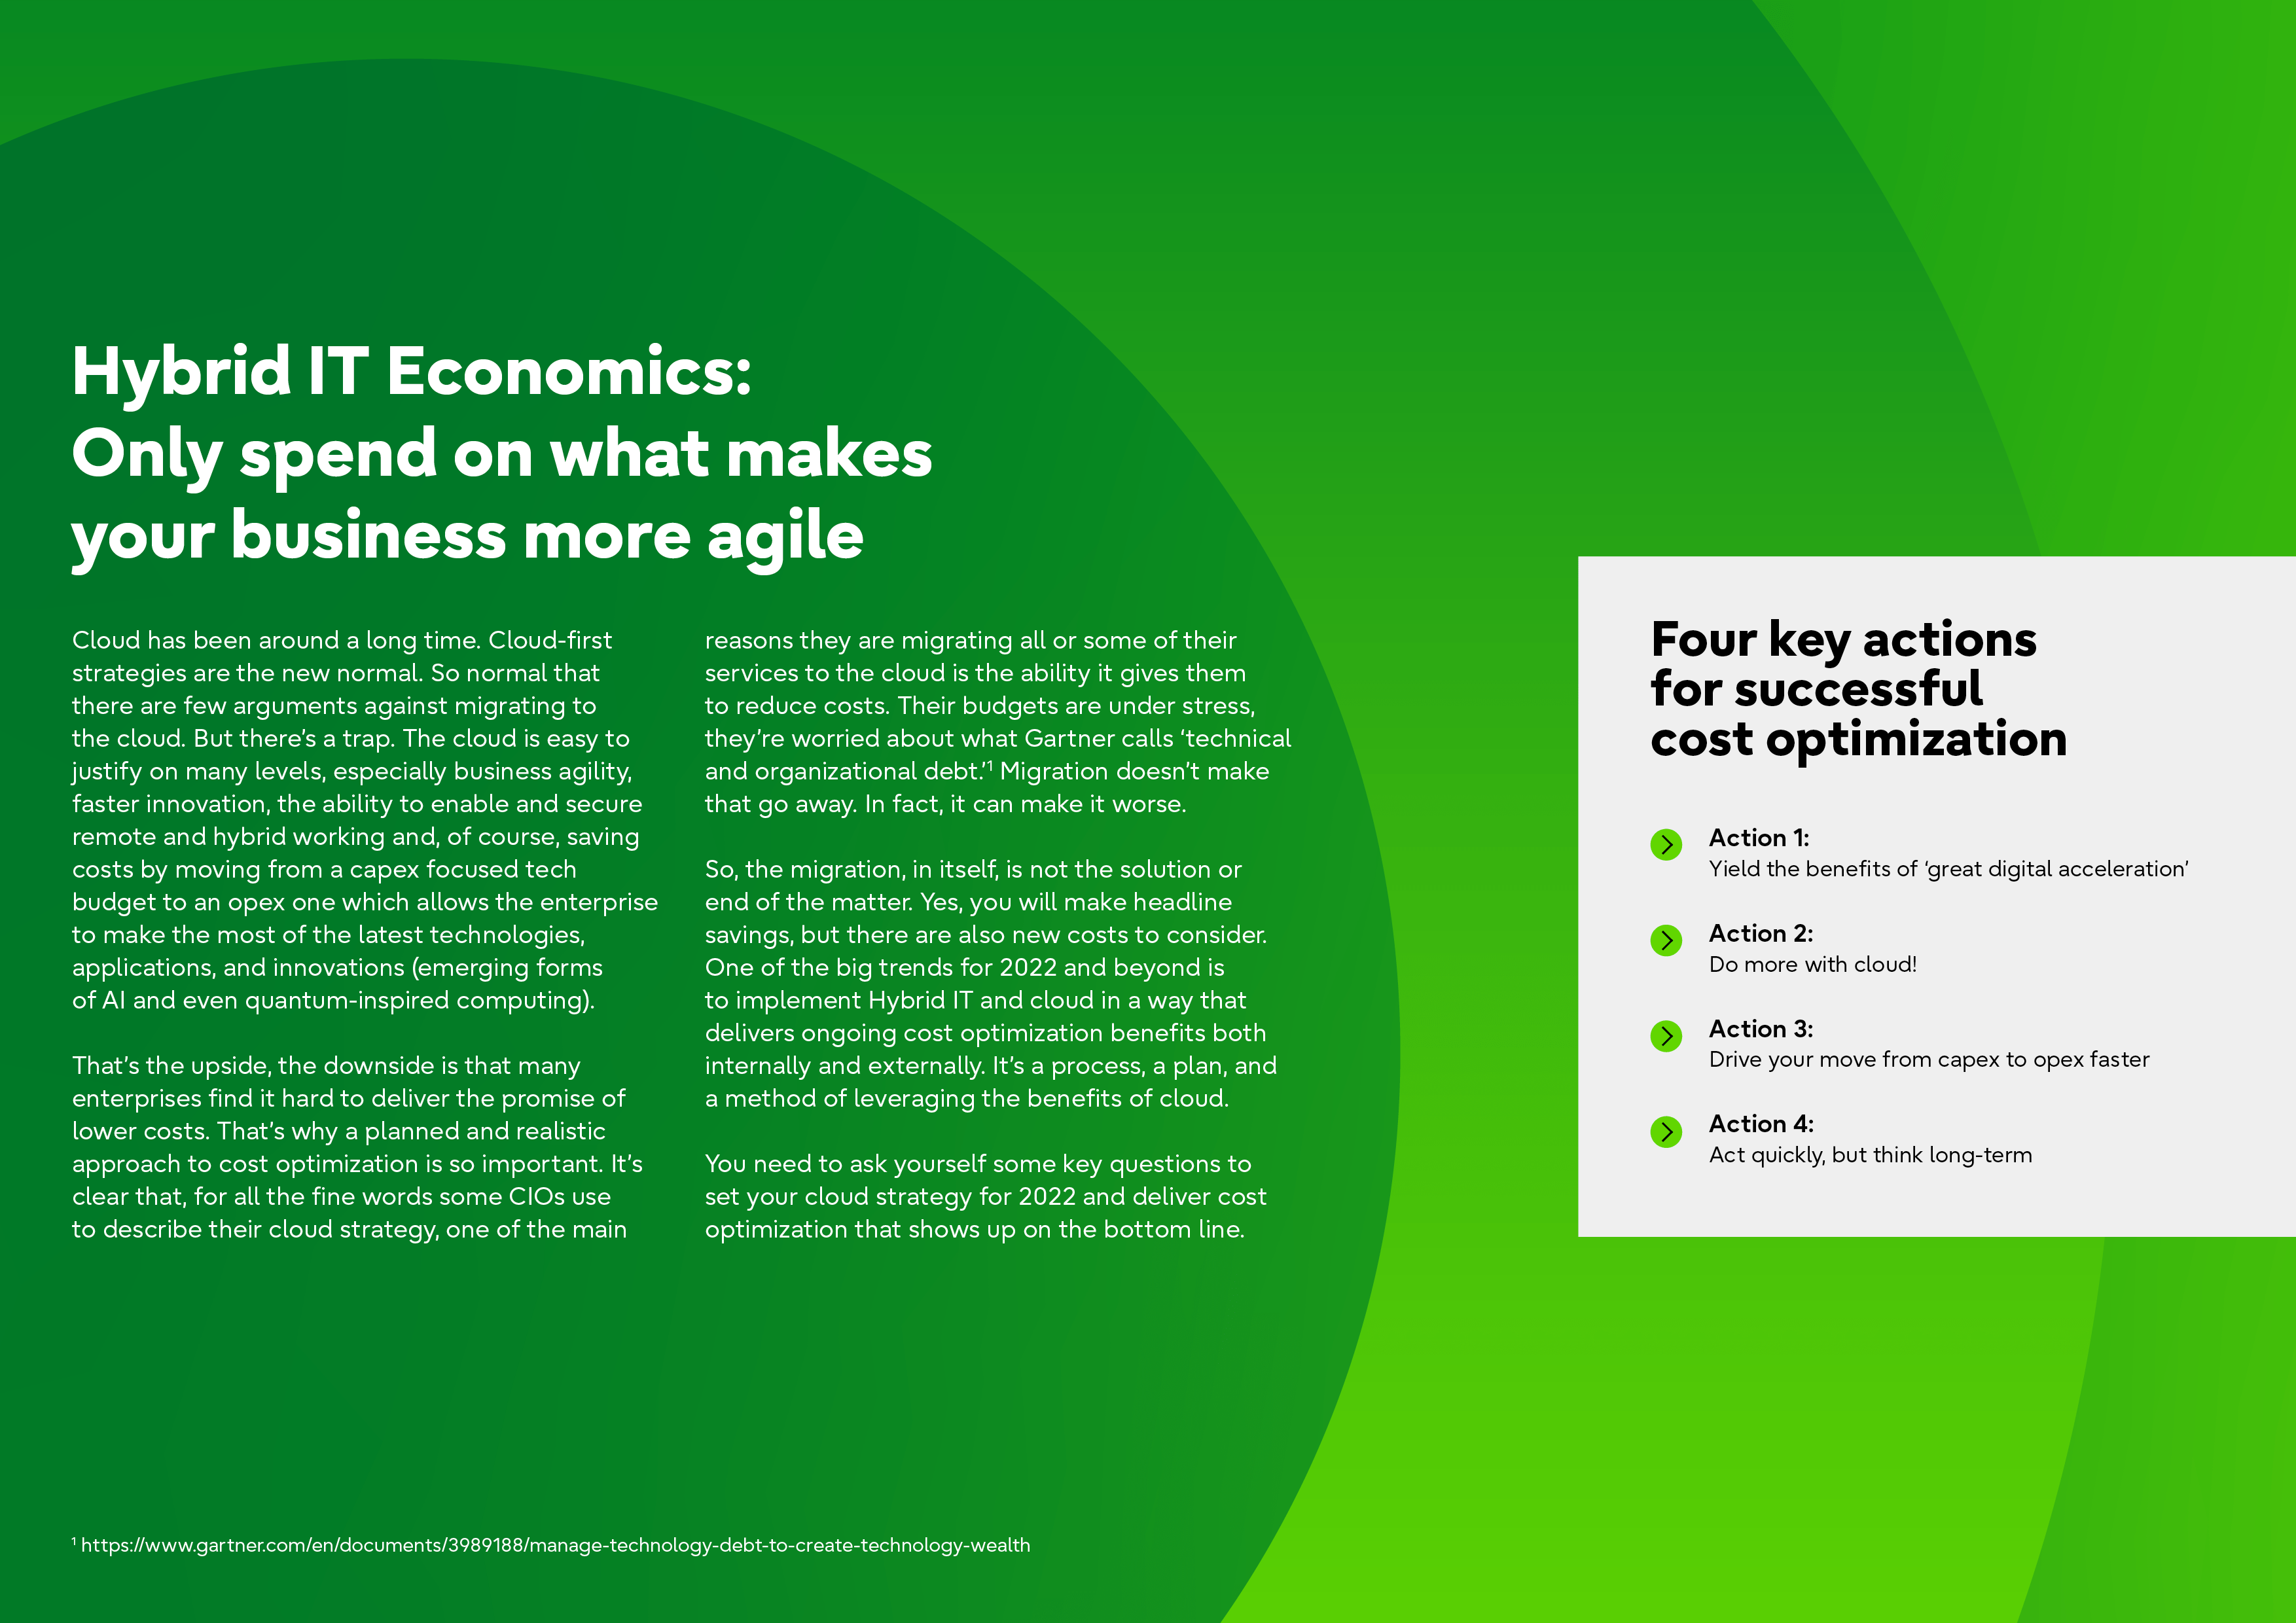 Hybrid IT Economics:
Only spend on what makes
your business more agile
Cloud has been around a long time. Cloud-first
strategies are the new normal. So normal that
there are few arguments against migrating to
the cloud. But there’s a trap. The cloud is easy to
justify on many levels, especially business agility,
faster innovation, the ability to enable and secure
remote and hybrid working and, of course, saving
costs by moving from a capex focused tech
budget to an opex one which allows the enterprise
to make the most of the latest technologies,
applications, and innovations (emerging forms
of AI and even quantum-inspired computing).
That’s the upside, the downside is that many
enterprises find it hard to deliver the promise of
lower costs. That’s why a planned and realistic
approach to cost optimization is so important. It’s
clear that, for all the fine words some CIOs use
to describe their cloud strategy, one of the main
reasons they are migrating all or some of their
services to the cloud is the ability it gives them
to reduce costs. Their budgets are under stress,
they’re worried about what Gartner calls ‘technical
and organizational debt.’¹ Migration doesn’t make
that go away. In fact, it can make it worse.
So, the migration, in itself, is not the solution or
end of the matter. Yes, you will make headline
savings, but there are also new costs to consider.
One of the big trends for 2022 and beyond is
to implement Hybrid IT and cloud in a way that
delivers ongoing cost optimization benefits both
internally and externally. It’s a process, a plan, and
a method of leveraging the benefits of cloud.
You need to ask yourself some key questions to
set your cloud strategy for 2022 and deliver cost
optimization that shows up on the bottom line.
Four key actions
for successful
cost optimization
Action 1:
Yield the benefits of ‘great digital acceleration’
Action 2:
Do more with cloud!
Action 3:
Drive your move from capex to opex faster
Action 4:
Act quickly, but think long-term
¹ https://www.gartner.com/en/documents/3989188/manage-technology-debt-to-create-technology-wealth